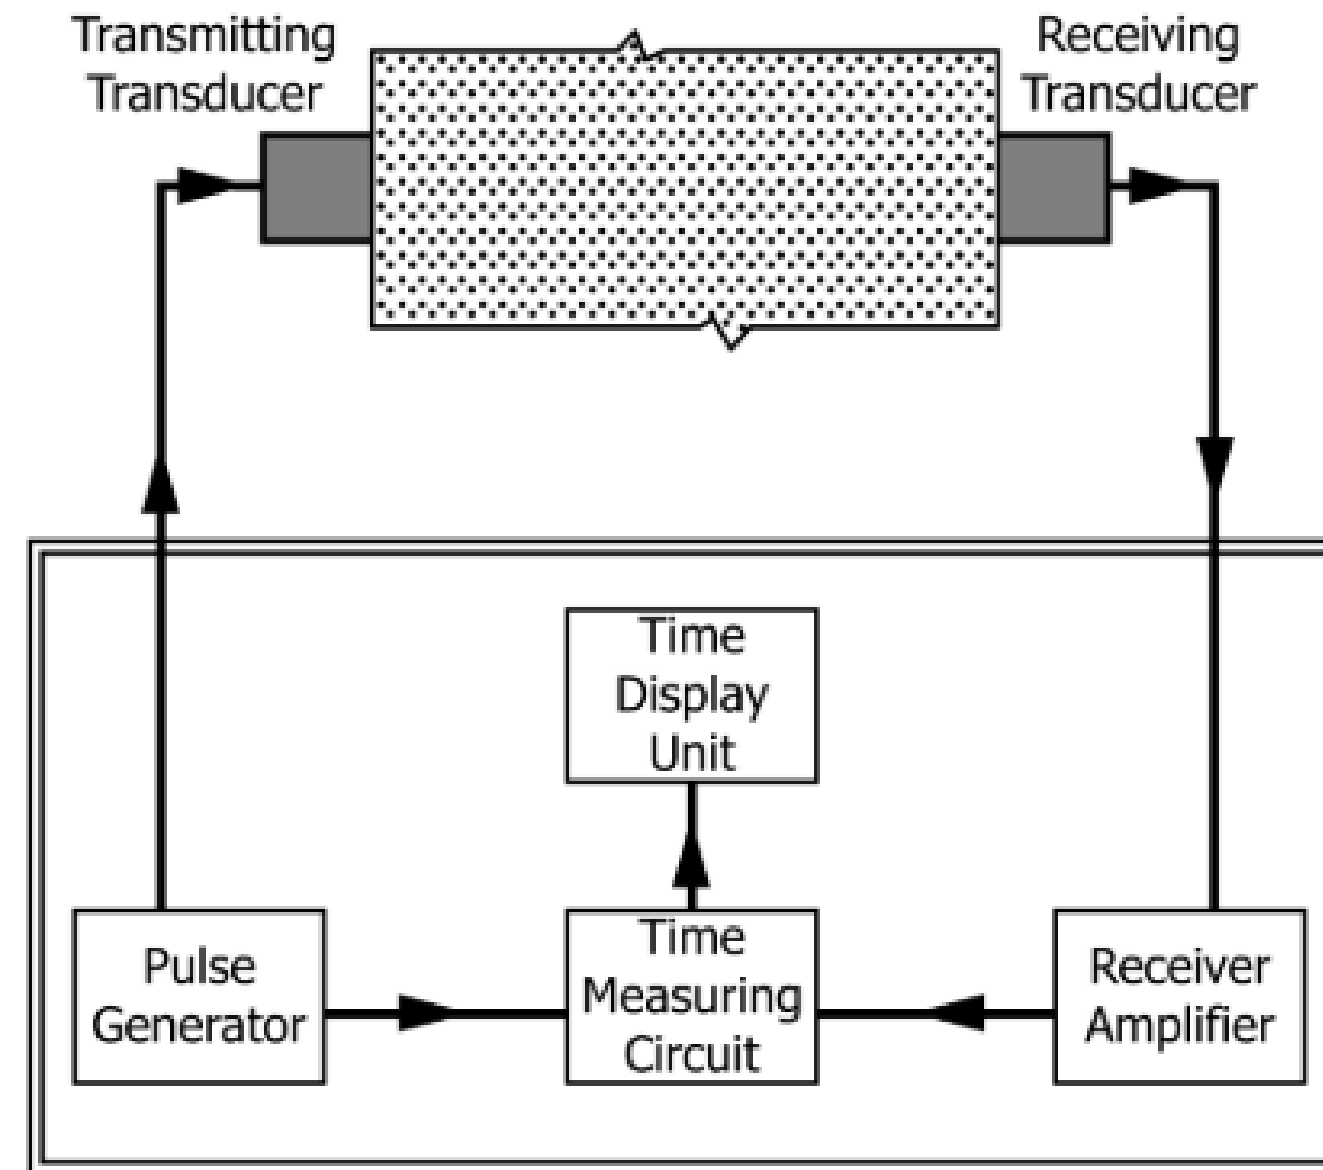 Transmitting
Transducer
Receiving
Transducer
Time
Display
Unit
Pulse
Generator
Time
Measuring
Circuit
Receiver
Amplifier